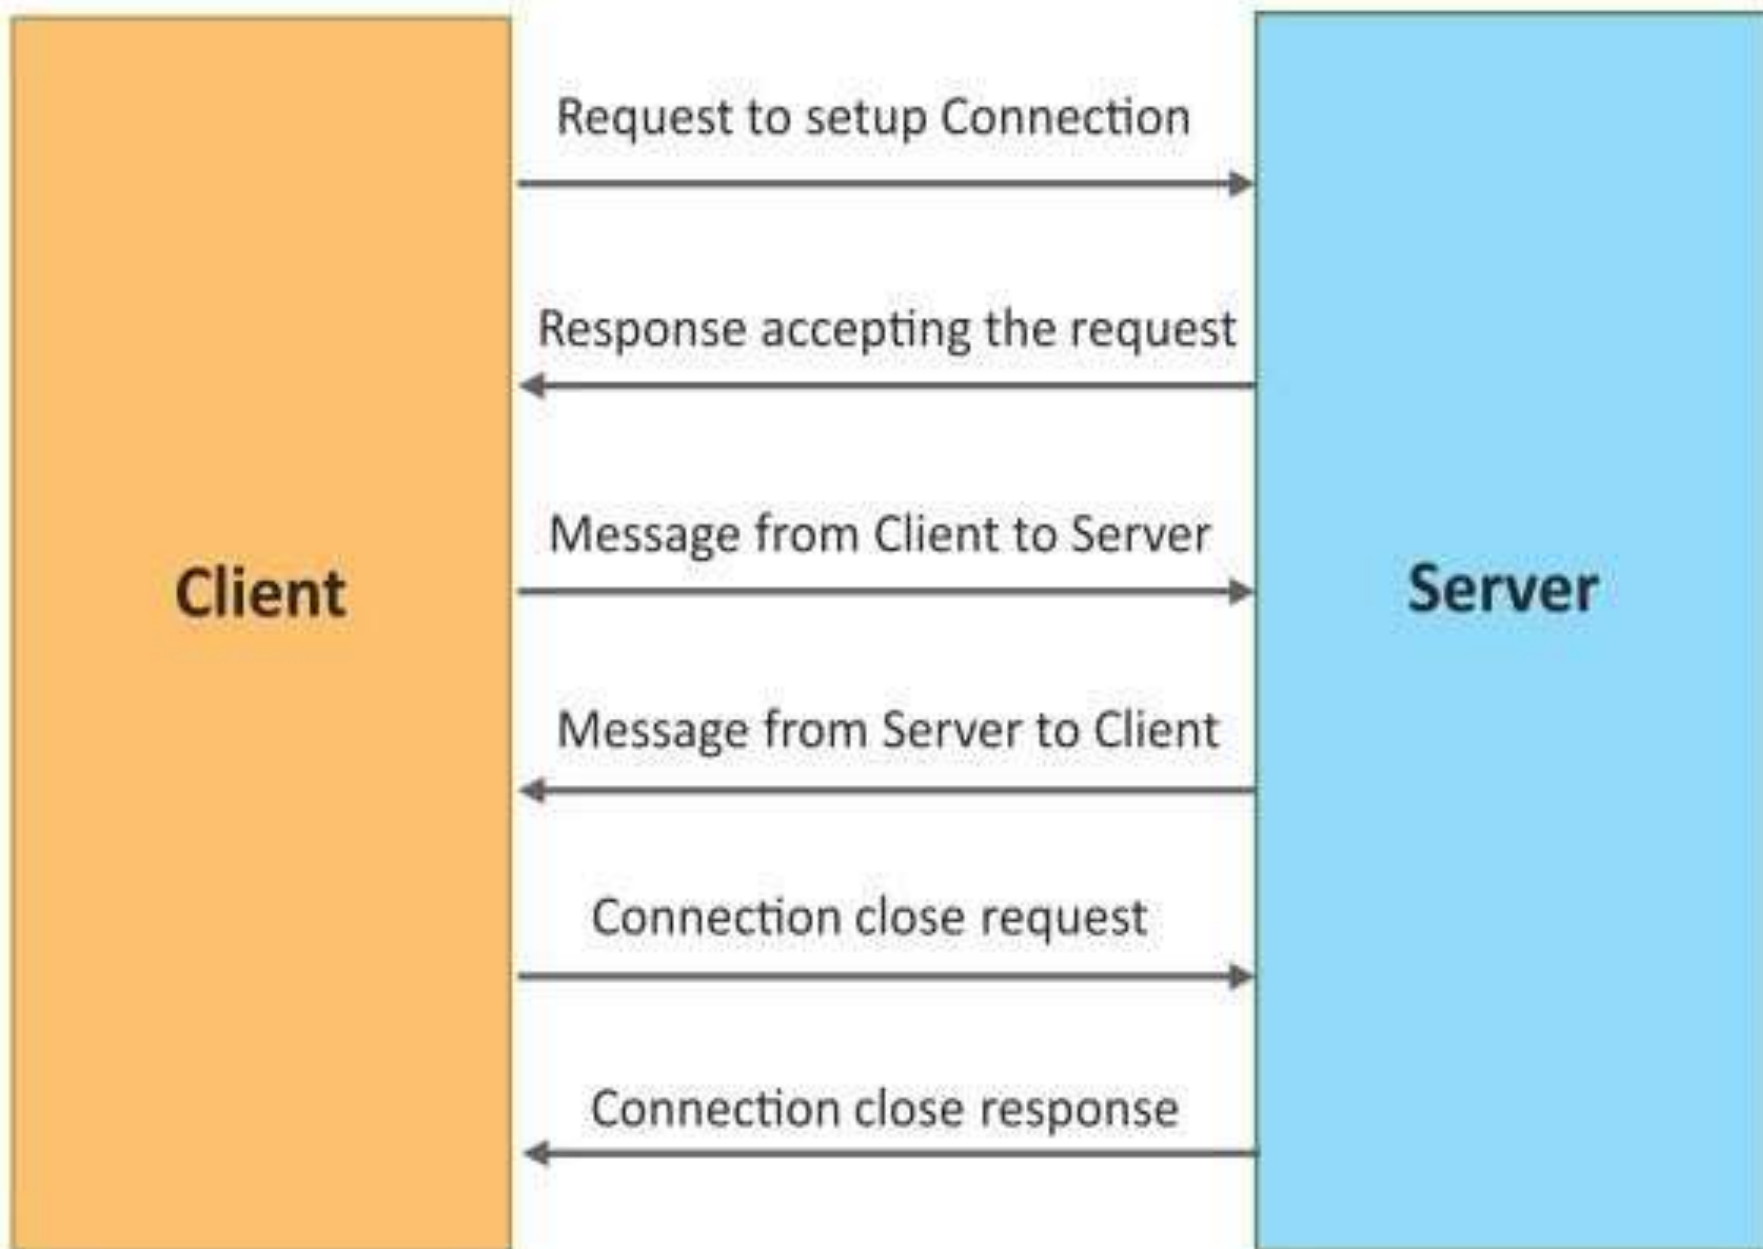 Request to setup Connection
Response accepting the request
Message from Client to Server
Client
Server
Message from Server to Client
Connection close request
Connection close response